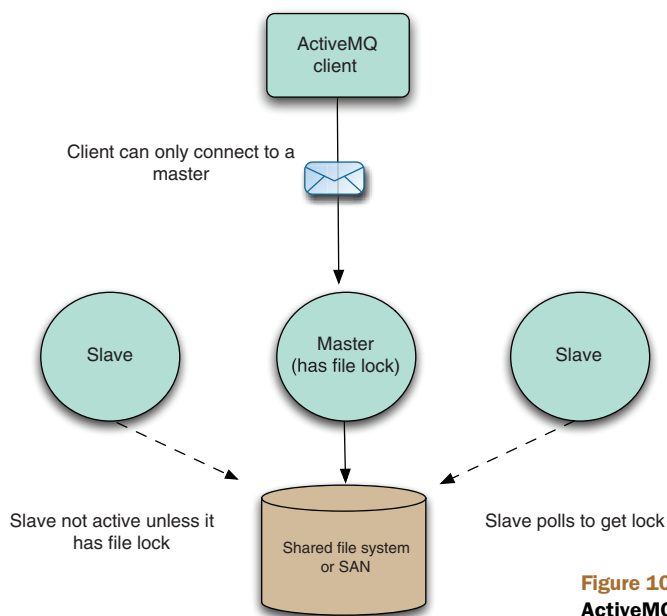 ActiveMQ
client
Client can only connect to a
master
Slave
Master
(has file lock)
Slave
Slave not active unless it
has file lock
Slave polls to get lock
Shared file system
or SAN
Figure 10
ActiveMQ